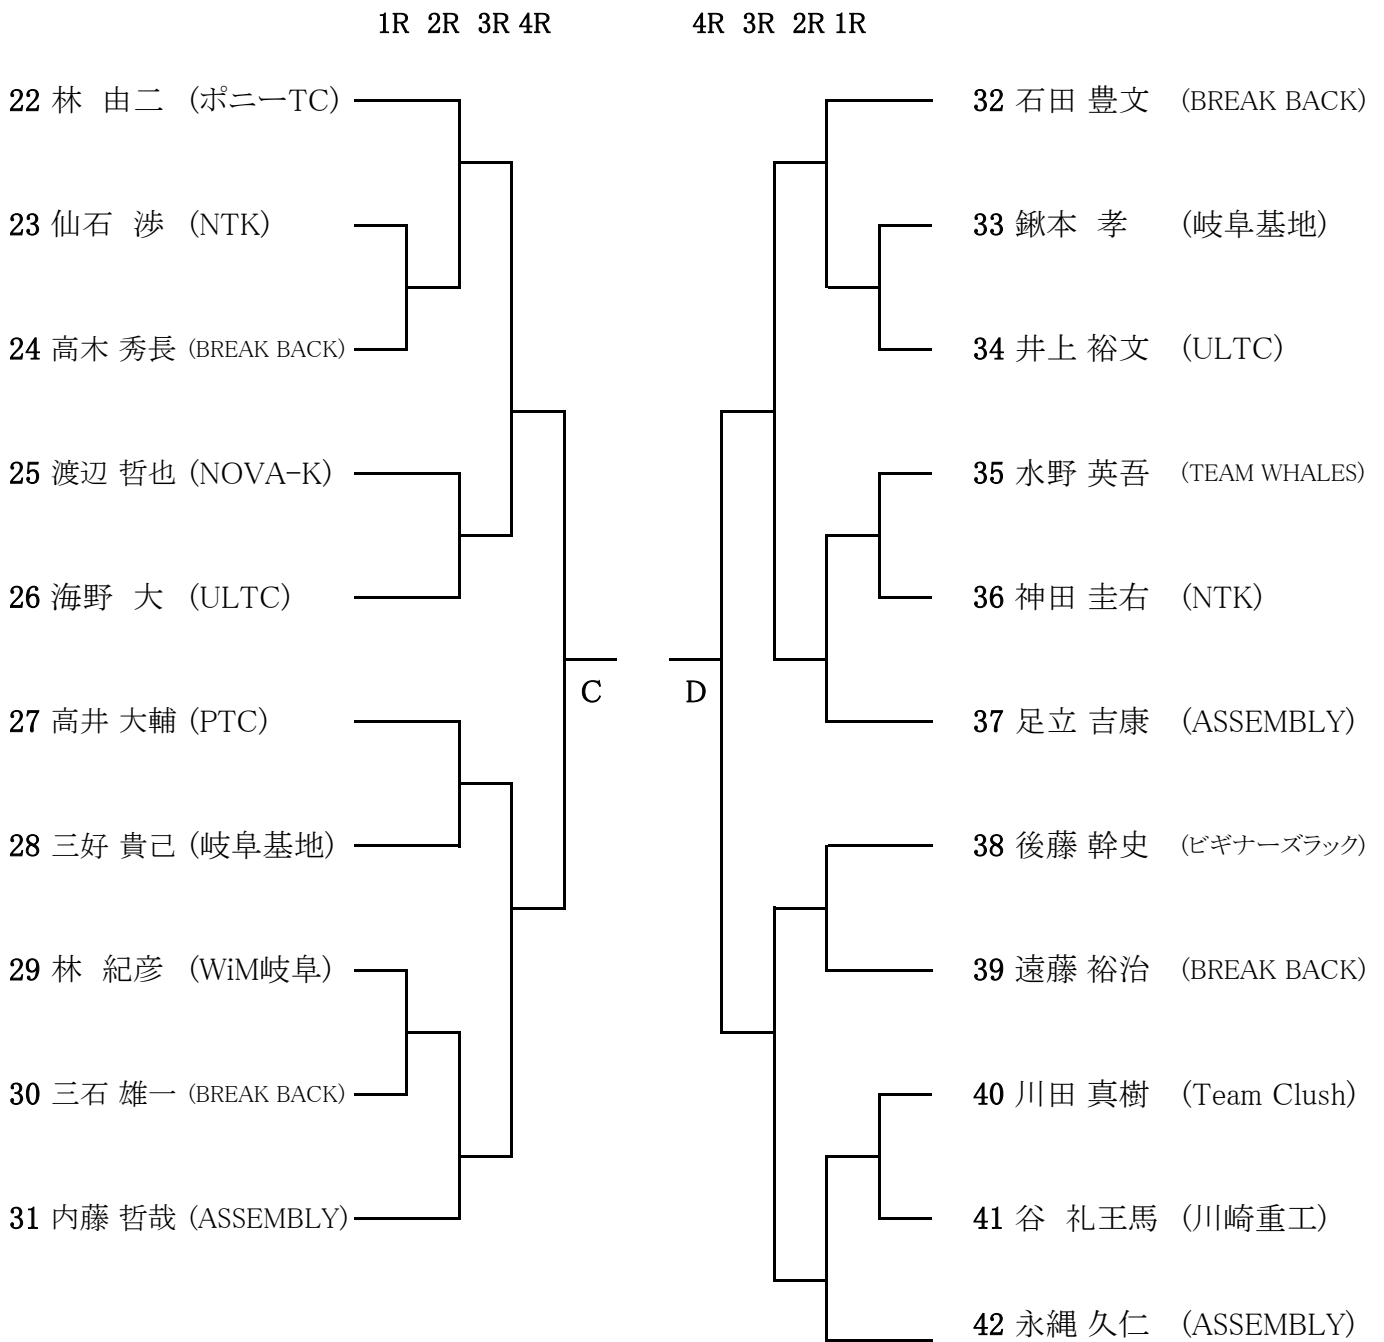 1R 2R 3R 4R 4R 3R 2R 1R
22 林 由二 (ポニーTC) 32 石田 豊文 (BREAK BACK)
23 仙石 渉 (NTK) 33 鍬本 孝 (岐阜基地)
24 高木 秀長 (BREAK BACK) 34 井上 裕文 (ULTC)
25 渡辺 哲也 (NOVA-K) 35 水野 英吾 (TEAM WHALES)
26 海野 大 (ULTC) 36 神田 圭右 (NTK)
C D
27 高井 大輔 (PTC) 37 足立 吉康 (ASSEMBLY)
28 三好 貴己 (岐阜基地) 38 後藤 幹史 (ビギナーズラック)
29 林 紀彦 (WiM岐阜) 39 遠藤 裕治 (BREAK BACK)
30 三石 雄一 (BREAK BACK) 40 川田 真樹 (Team Clush)
31 内藤 哲哉 (ASSEMBLY) 41 谷 礼王馬 (川崎重工)
42 永縄 久仁 (ASSEMBLY)